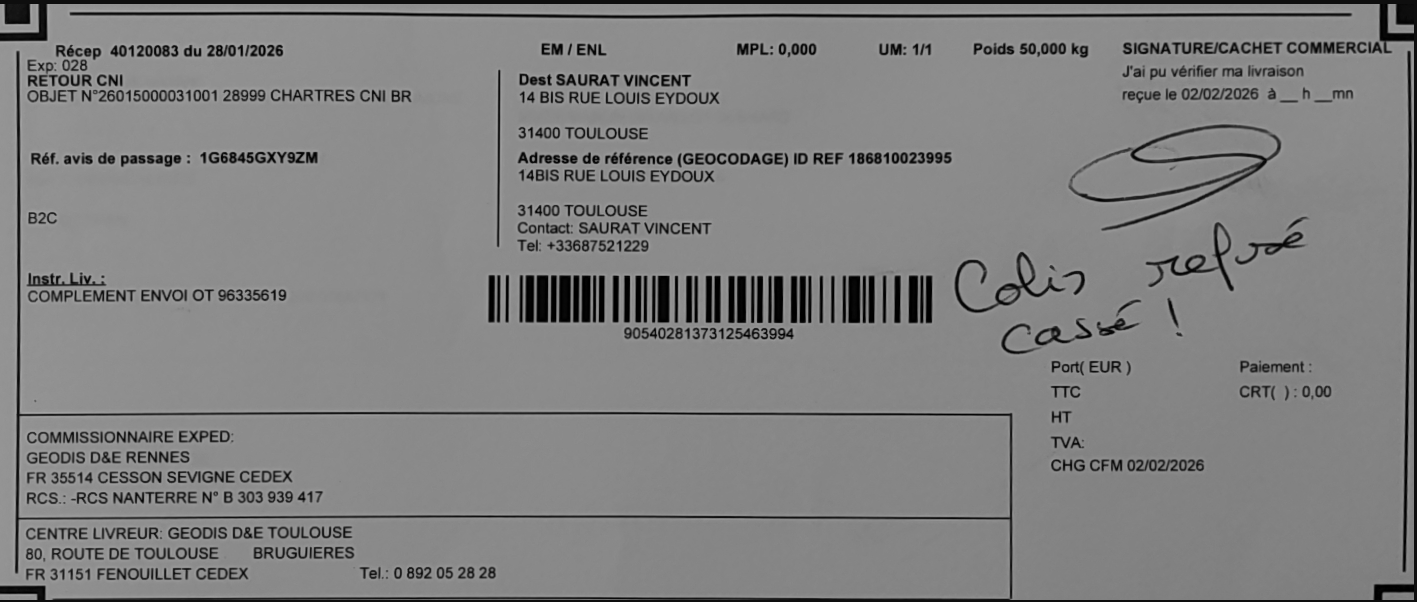 Récep 40120083 du 28/01/2026
EM / ENL
MPL: 0,000
UM: 1/1
Poids 50,000 kg
SIGNATURE/CACHET COMMERCIAL
Exp: 028
RETOUR CNI
OBJET N°26015000031001 28999 CHARTRES CNI BR
Réf. avis de passage : 1G6845GXY9ZM
B2C
Instr. Liv. :
COMPLEMENT ENVOI OT 96335619
Dest SAURAT VINCENT
14 BIS RUE LOUIS EYDOUX
31400 TOULOUSE
Adresse de référence (GEOCODAGE) ID REF 186810023995
14BIS RUE LOUIS EYDOUX
31400 TOULOUSE
Contact: SAURAT VINCENT
Tel: +33687521229
90540281373125463994
J'ai pu vérifier ma livraison
reçue le 02/02/2026 à __ h __mn
Colis refusé
cassé !
Port( EUR )
Paiement :
TTC
CRT( ) : 0,00
HT
TVA:
CHG CFM 02/02/2026
COMMISSIONNAIRE EXPED:
GEODIS D&E RENNES
FR 35514 CESSON SEVIGNE CEDEX
RCS.: -RCS NANTERRE N° B 303 939 417
CENTRE LIVREUR: GEODIS D&E TOULOUSE
80, ROUTE DE TOULOUSE BRUGUIERES
FR 31151 FENOUILLET CEDEX Tel.: 0 892 05 28 28